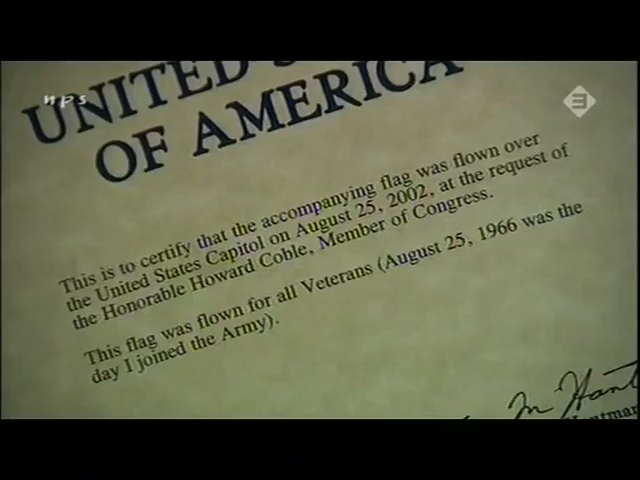 UNITED
OF AMERICA
nps
3
This is to certify that the accompanying flag was flown over
the United States Capitol on August 25, 2002, at the request of
the Honorable Howard Coble, Member of Congress.
This flag was flown for all Veterans (August 25, 1966 was the
day I joined the Army).